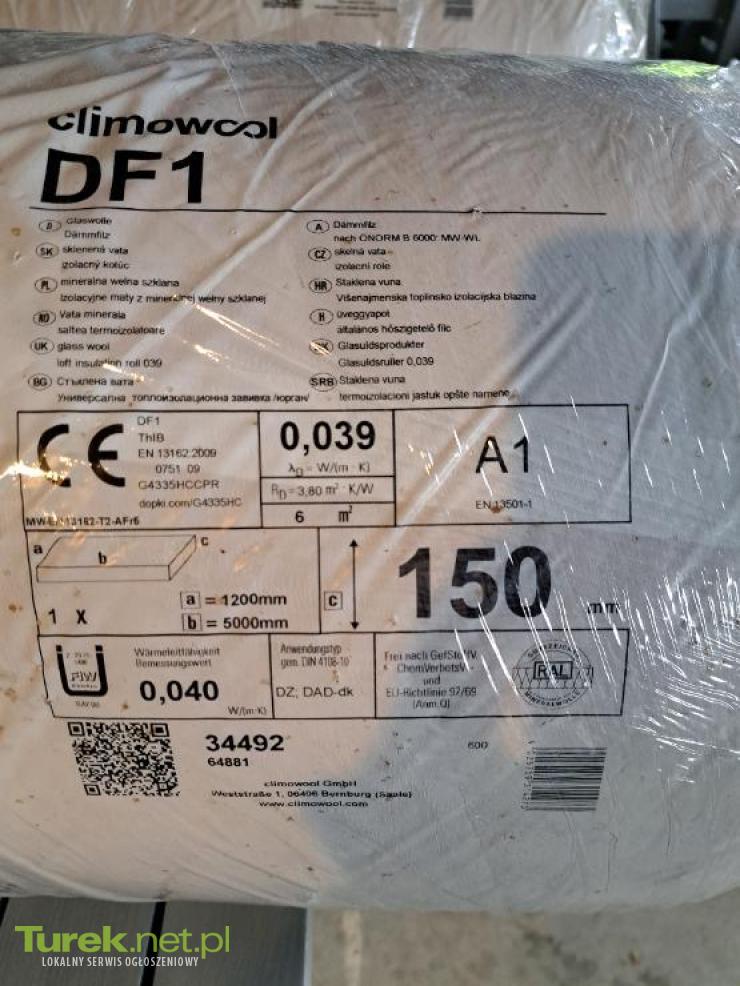 climowool
DF1
D Glaswolle
Dämmfilz
SK sklenená vata
izolačný kotúč
PL mineralna wełna szklana
Izolacyjne maty z mineralnej wełny szklanej
RO Vata minerala
saltea termoizolatoare
UK glass wool
loft insulation roll 039
BG Стъклена вата
Универсална топлоизолационна завивка /юрган/
A Dämmfilz
nach ÖNORM B 6000: MW-WL
CZ skelná vata
izolační role
HR Staklena vuna
Višenajmenska toplinsko izolacijska blazina
H üveggyapot
általános hőszigetelő filc
Glasuldsprodukter
Glasuldsruller 0,039
SRB Staklena vuna
termoizolacioni jastuk opšte namene
CE
DF1
ThIB
EN 13162:2009
0751 09
G4335HCCPR
dopki.com/G4335HC
MW-EN 13162-T2-AFr6
0,039
λD = W/(m·K)
RD = 3,80 m² · K/W
6 m²
A1
EN 13501-1
a
b
c
1 X
a = 1200mm
b = 5000mm
c
150 mm
FIW
Wärmeleitfähigkeit
Bemessungswert
0,040
W/(m·K)
Anwendungstyp
gem. DIN 4108-10
DZ; DAD-dk
Frei nach GefStoffV,
ChemVerbotsV
und
EU-Richtlinie 97/69
(Anm.Q)
RAL
34492
64881
600
climowool GmbH
Weststraße 1, 06406 Bernburg (Saale)
www.climowool.com
Turek.net.pl
LOKALNY SERWIS OGŁOSZENIOWY